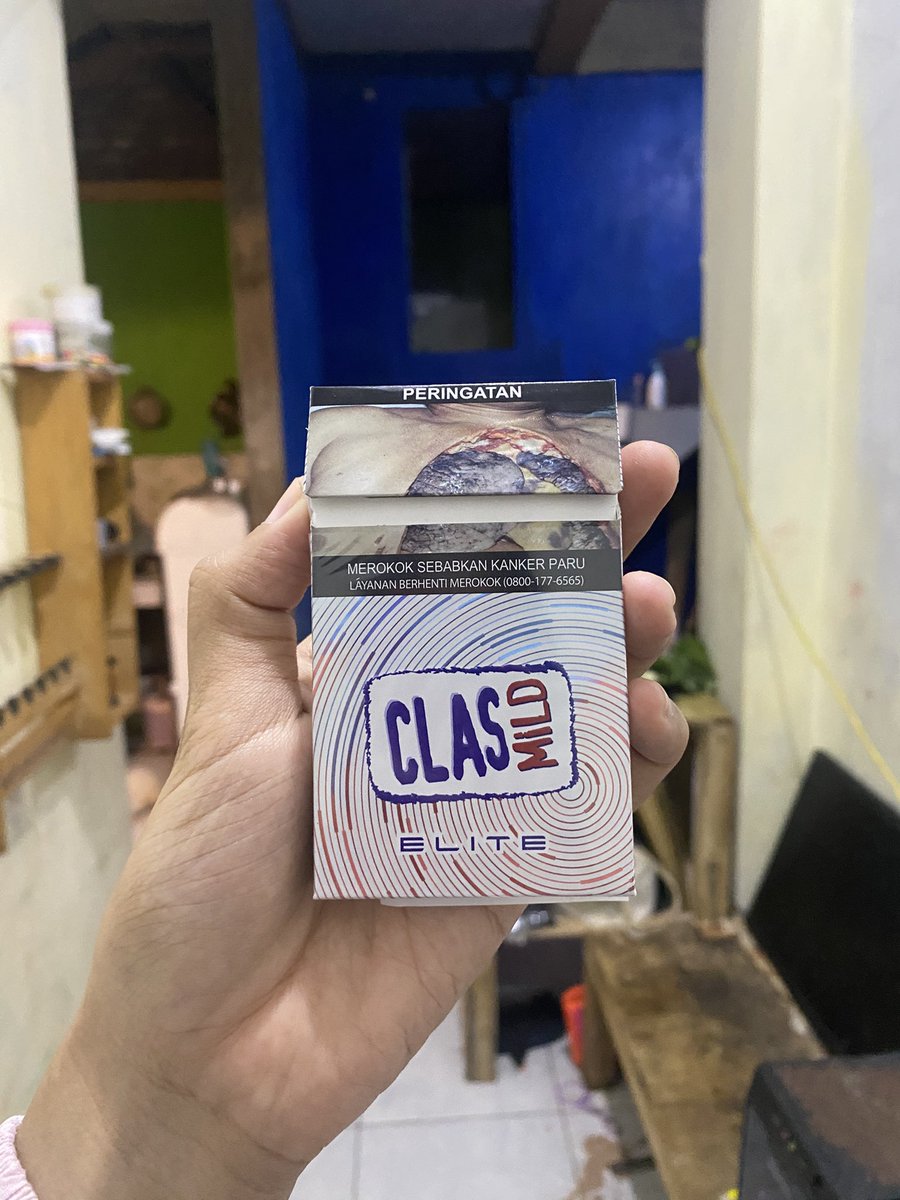 PERINGATAN
MEROKOK SEBABKAN KANKER PARU
LAYANAN BERHENTI MEROKOK (0800-177-6565)
CLAS MILD
ELITE